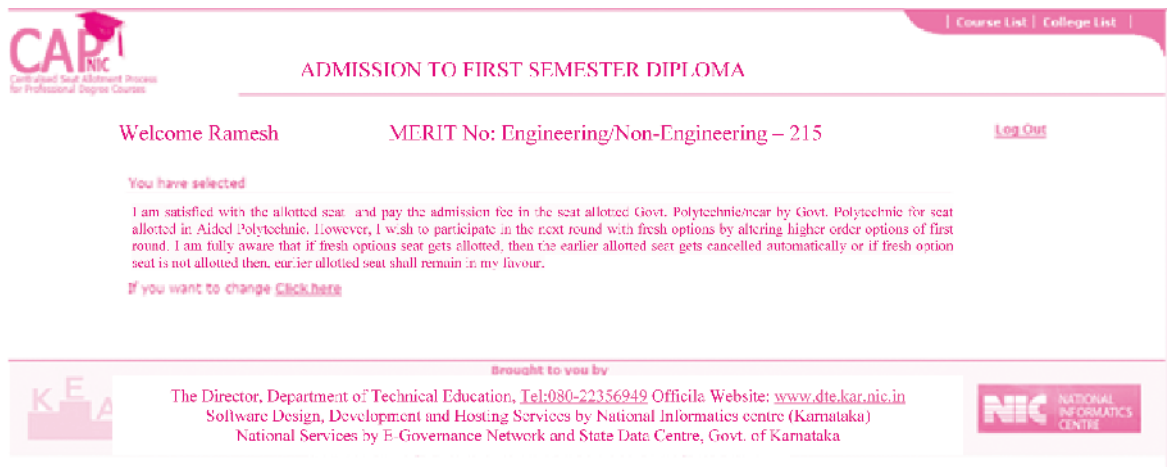 | Course List | College List |
CAP NIC
Centralised Seat Allotment Process
for Professional Degree Courses
ADMISSION TO FIRST SEMESTER DIPLOMA
Welcome Ramesh MERIT No: Engineering/Non-Engineering – 215 Log Out
You have selected
I am satisfied with the allotted seat and pay the admission fee in the seat allotted Govt. Polytechnic/near by Govt. Polytechnic for seat
allotted in Aided Polytechnic. However, I wish to participate in the next round with fresh options by altering higher order options of first
round. I am fully aware that if fresh options seat gets allotted, then the earlier allotted seat gets cancelled automatically or if fresh option
seat is not allotted then, earlier allotted seat shall remain in my favour.
If you want to change Click here
Brought to you by
KEA
The Director, Department of Technical Education, Tel:080-22356949 Officila Website: www.dte.kar.nic.in
Software Design, Development and Hosting Services by National Informatics centre (Karnataka)
National Services by E-Governance Network and State Data Centre, Govt. of Karnataka
NIC NATIONAL
INFORMATICS
CENTRE